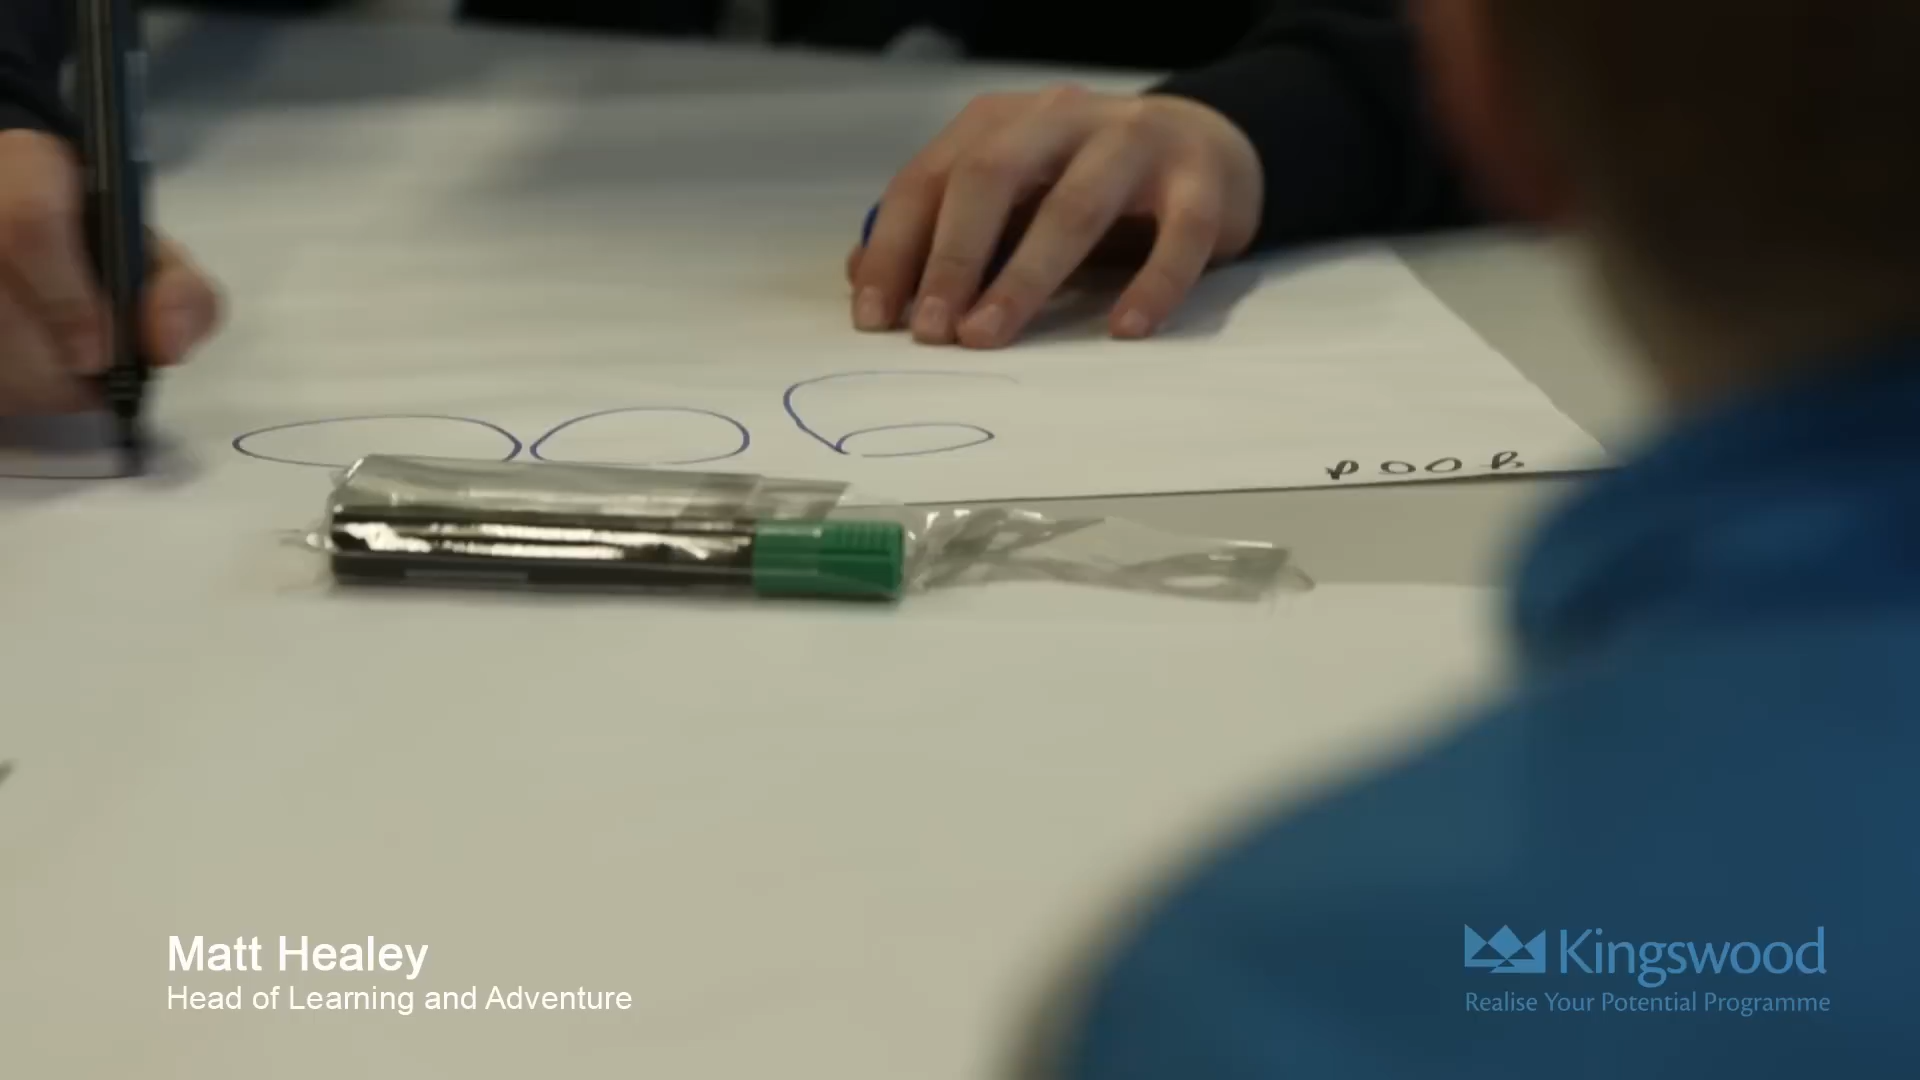 Matt Healey
Head of Learning and Adventure
Kingswood
Realise Your Potential Programme